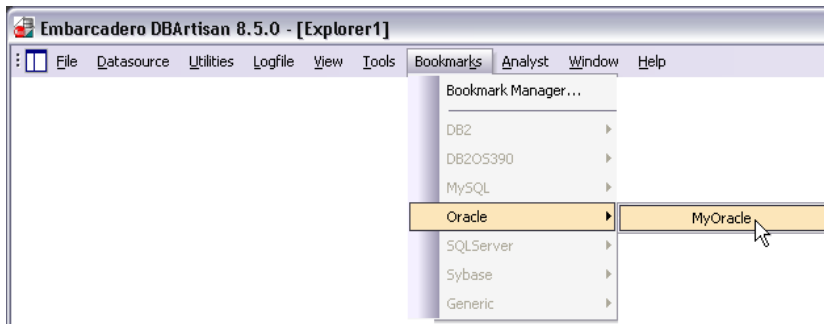 Embarcadero DBArtisan 8.5.0 - [Explorer1]
File Datasource Utilities Logfile View Tools Bookmarks Analyst Window Help
Bookmark Manager...
DB2
DB2OS390
MySQL
Oracle MyOracle
SQLServer
Sybase
Generic